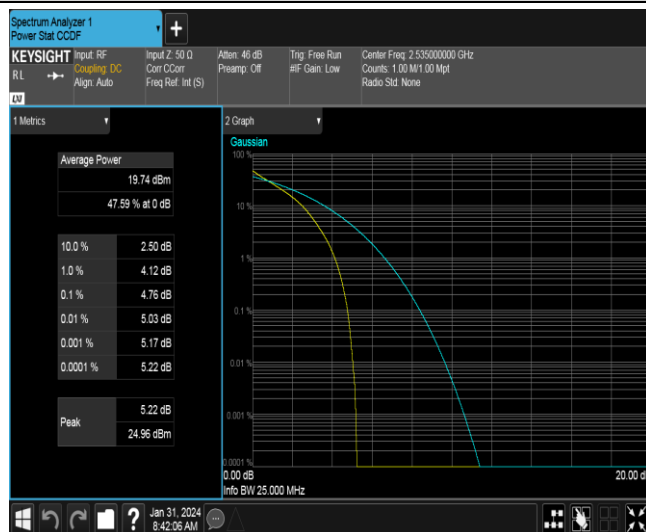 Spectrum Analyzer 1
Power Stat CCDF
+
KEYSIGHT
RL
LXI
Input: RF
Coupling: DC
Align: Auto
Input Z: 50 Ω
Corr CCorr
Freq Ref: Int (S)
Atten: 46 dB
Preamp: Off
Trig: Free Run
#IF Gain: Low
Center Freq: 2.535000000 GHz
Counts: 1.00 M/1.00 Mpt
Radio Std: None
1 Metrics
Average Power
19.74 dBm
47.59 % at 0 dB
10.0 % 2.50 dB
1.0 % 4.12 dB
0.1 % 4.76 dB
0.01 % 5.03 dB
0.001 % 5.17 dB
0.0001 % 5.22 dB
Peak
5.22 dB
24.96 dBm
2 Graph
Gaussian
100 %
10 %
1 %
0.1 %
0.01 %
0.001 %
0.0001 %
0.00 dB
20.00 d
Info BW 25.000 MHz
?
Jan 31, 2024
8:42:06 AM